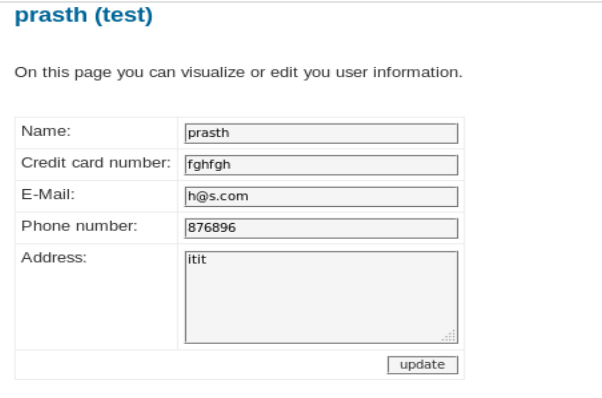 prasth (test)
On this page you can visualize or edit you user information.
Name: prasth
Credit card number: fghfgh
E-Mail: h@s.com
Phone number: 876896
Address: itit
update